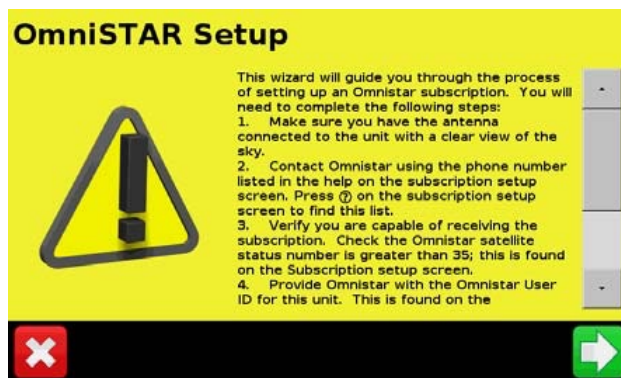 OmniSTAR Setup
This wizard will guide you through the process
of setting up an Omnistar subscription. You will
need to complete the following steps:
1. Make sure you have the antenna
connected to the unit with a clear view of the
sky.
2. Contact Omnistar using the phone number
listed in the help on the subscription setup
screen. Press ? on the subscription setup
screen to find this list.
3. Verify you are capable of receiving the
subscription. Check the Omnistar satellite
status number is greater than 35; this is found
on the Subscription setup screen.
4. Provide Omnistar with the Omnistar User
ID for this unit. This is found on the